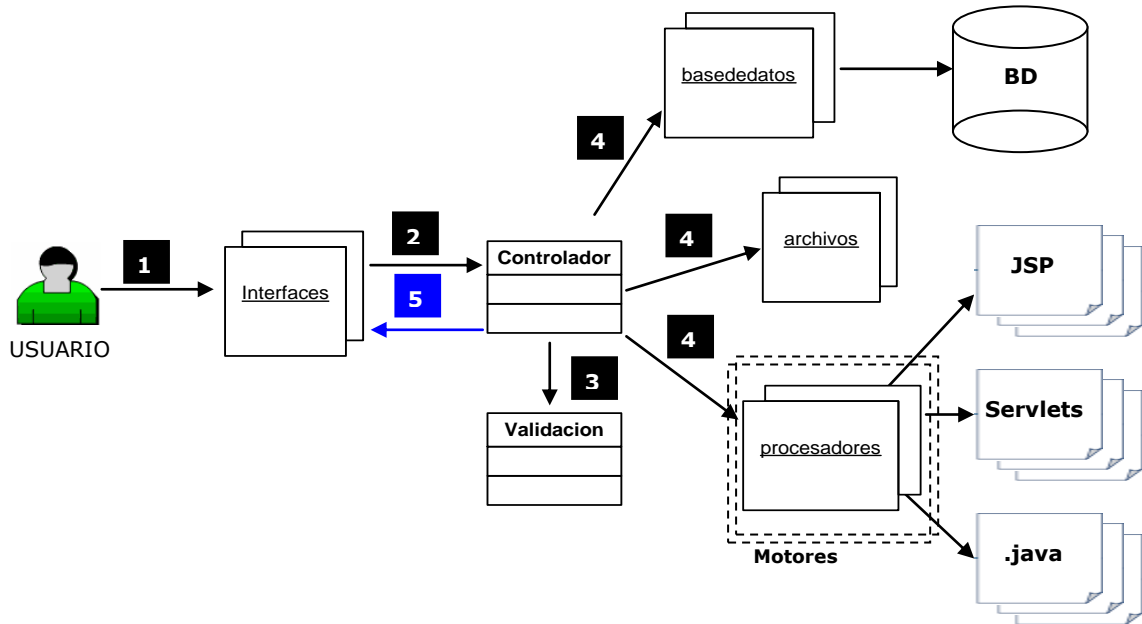 basededatos
BD
4
archivos
4
JSP
2
Controlador
1
Interfaces
5
USUARIO
4
3
Servlets
Validacion
procesadores
.java
Motores